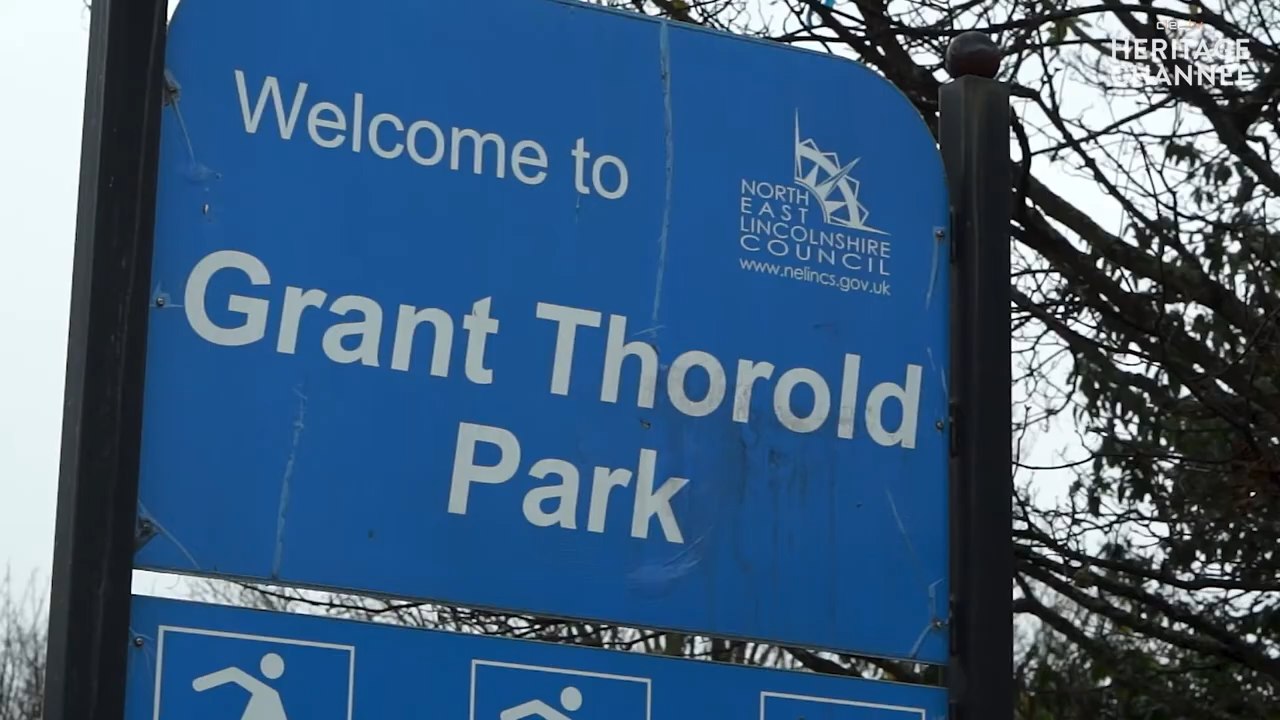 HERITAGE
CHANNEL
Welcome to
NORTH
EAST
LINCOLNSHIRE
COUNCIL
www.nelincs.gov.uk
Grant Thorold
Park